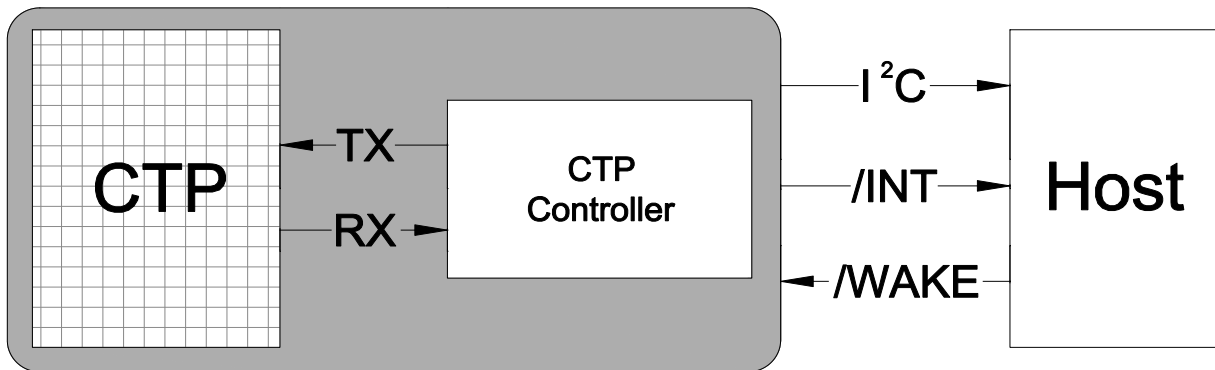 CTP
TX
RX
CTP
Controller
I²C
/INT
/WAKE
Host